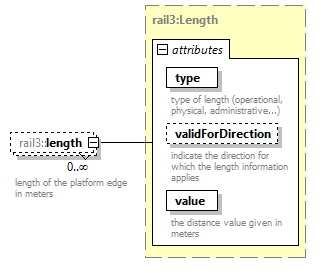 rail3:Length
attributes
type
type of length (operational,
physical, administrative...)
validForDirection
indicate the direction for
which the length information
applies
value
the distance value given in
meters
rail3:length
0..∞
length of the platform edge
in meters